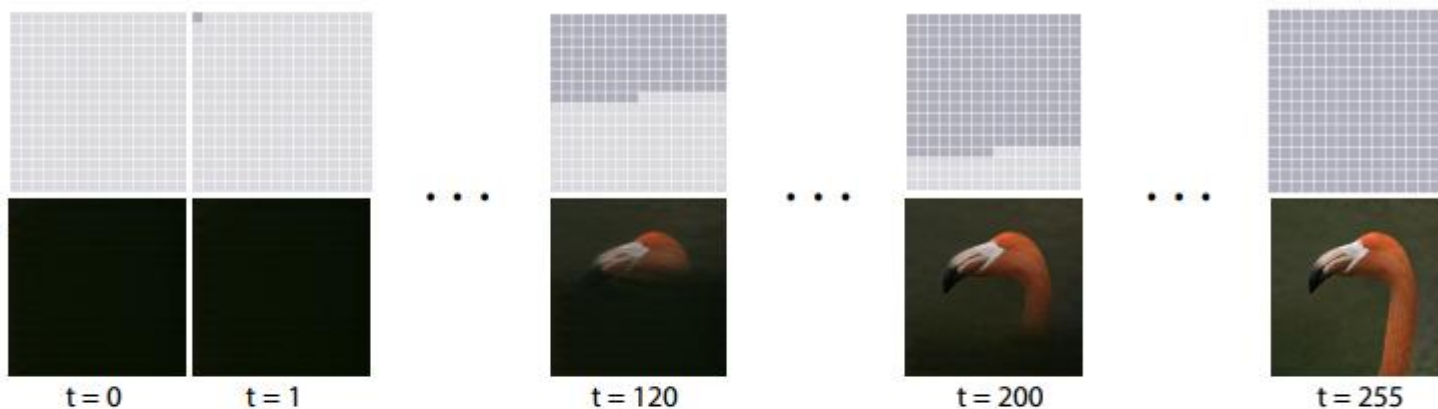 t = 0
t = 1
t = 120
t = 200
t = 255